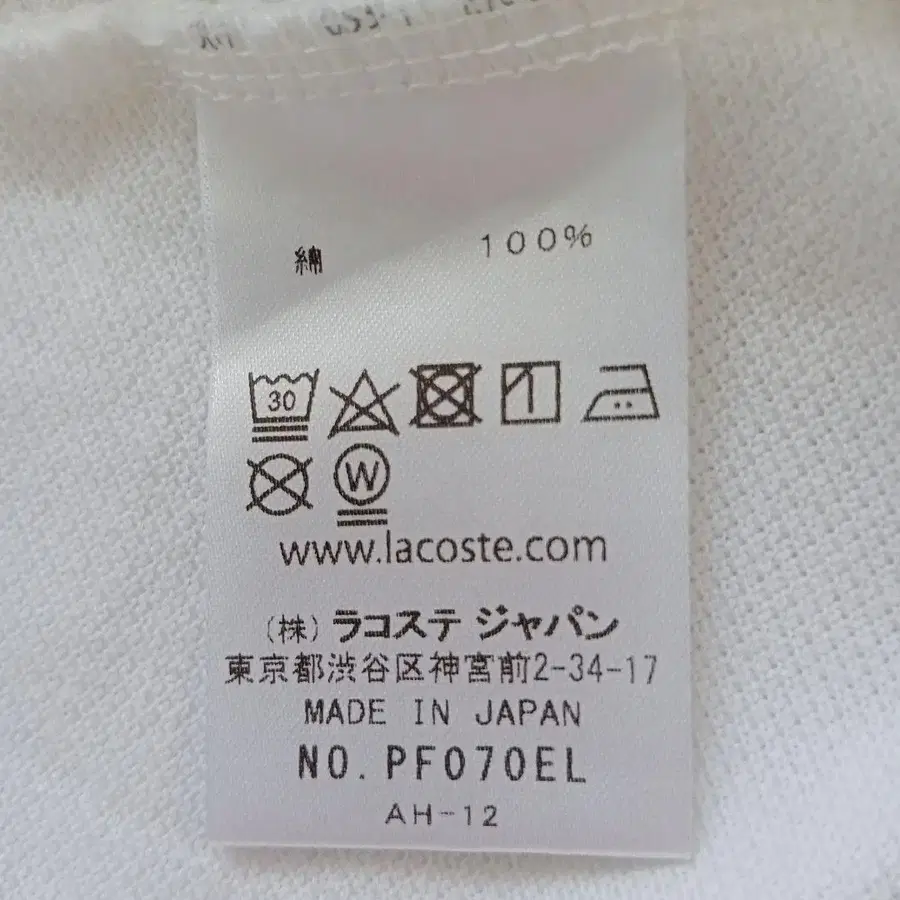 綿 100%
30
W
www.lacoste.com
(株) ラコステ ジャパン
東京都渋谷区神宮前2-34-17
MADE IN JAPAN
NO. PF070EL
AH-12